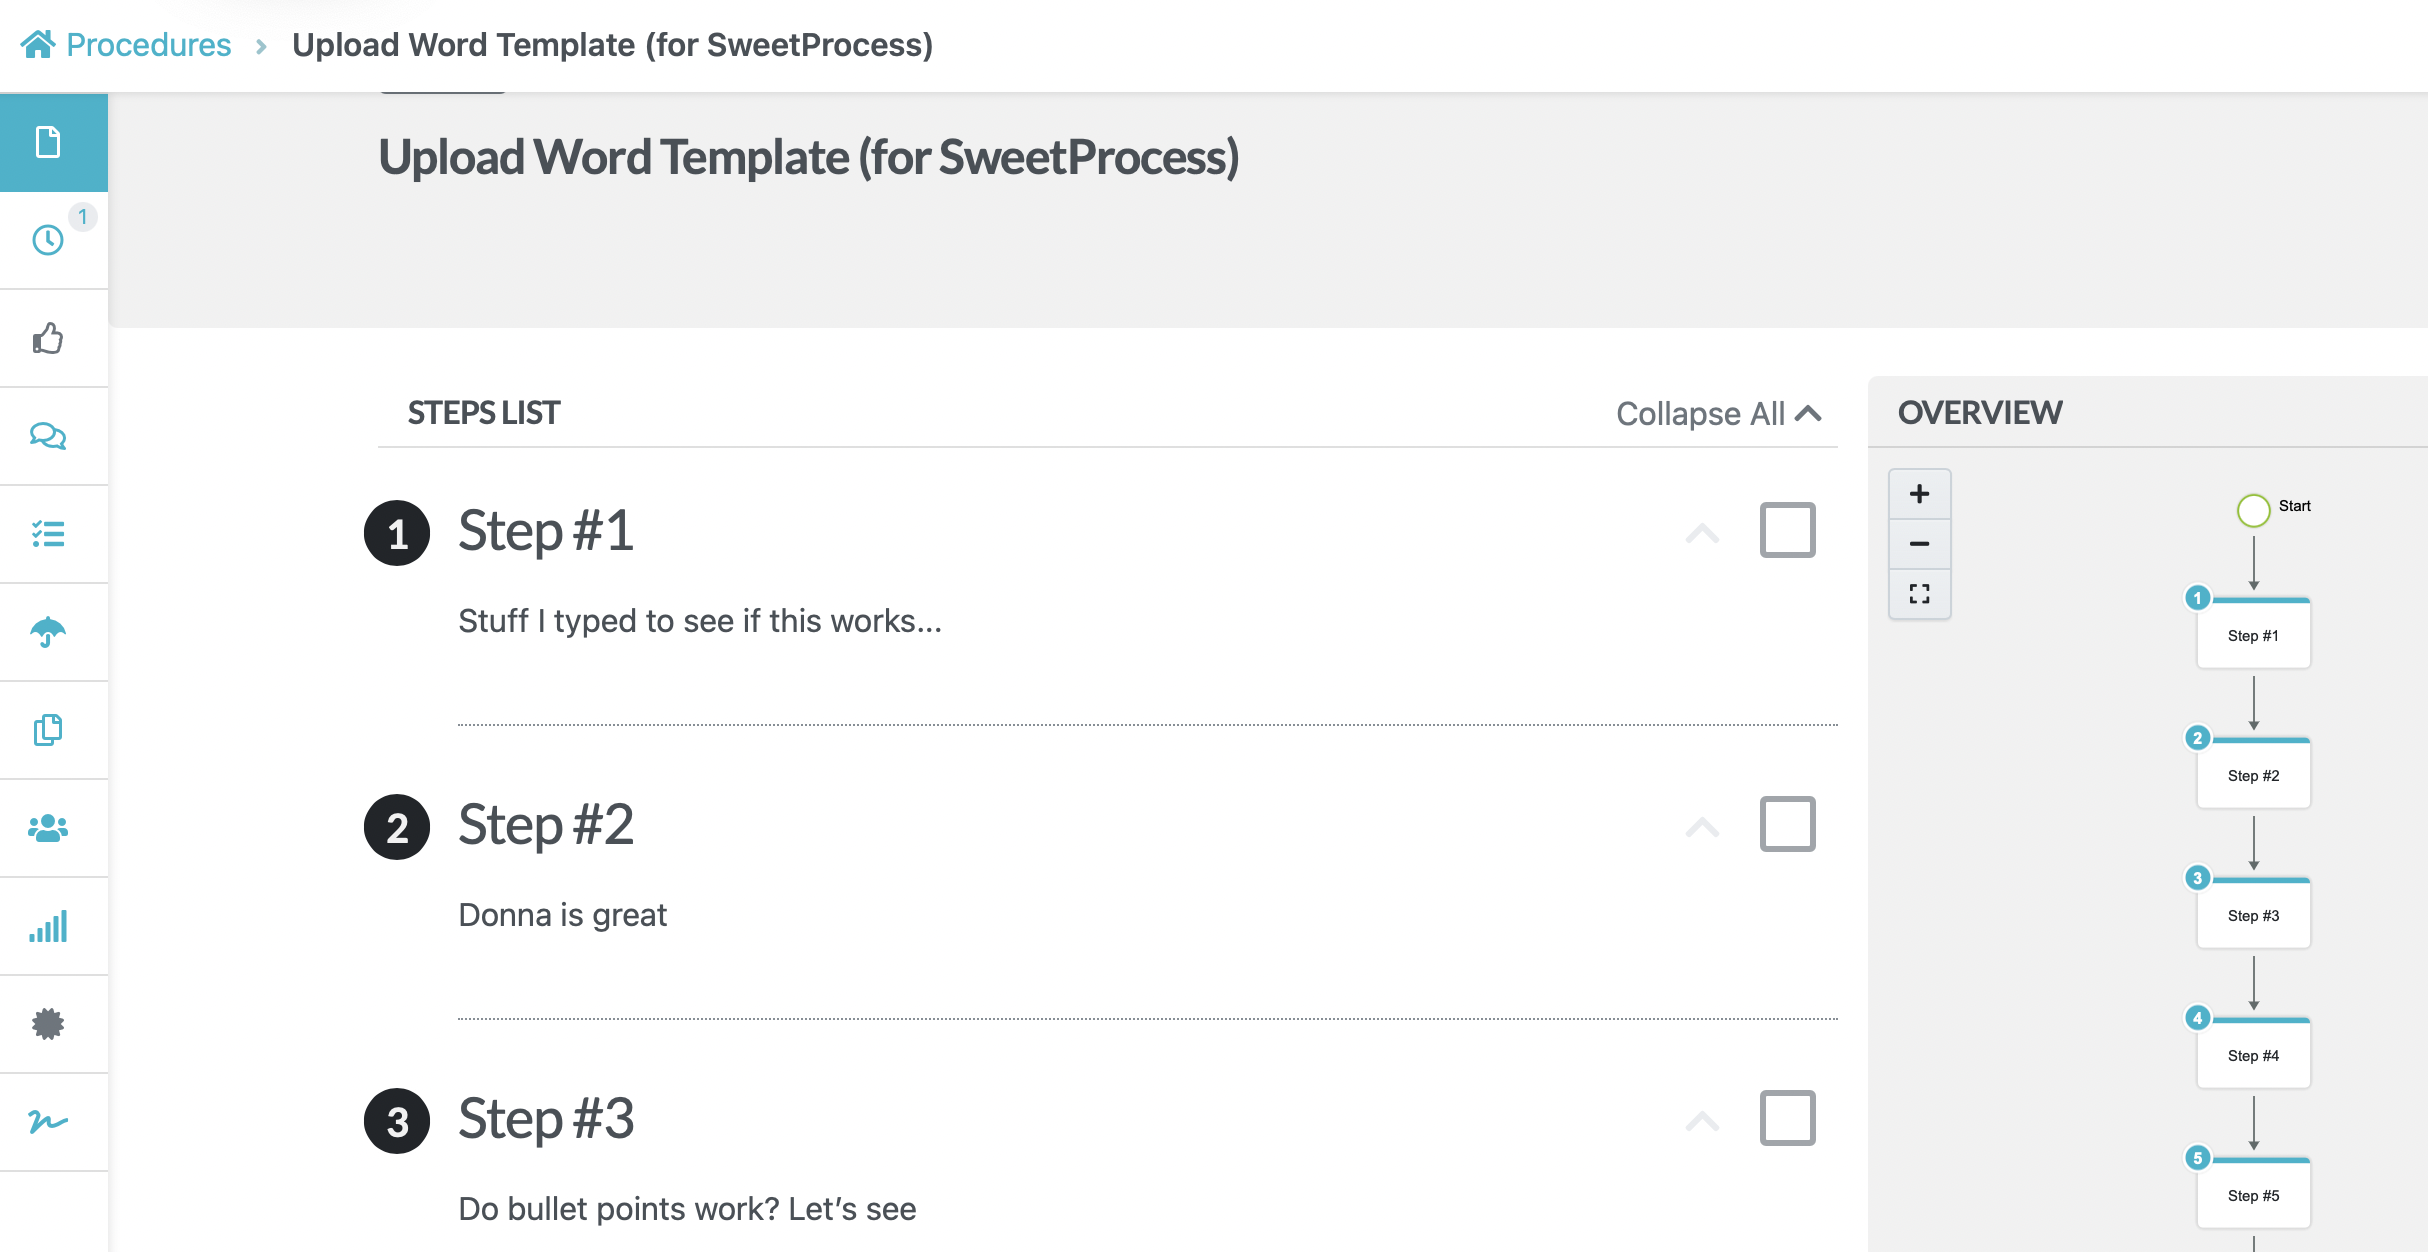 Procedures › Upload Word Template (for SweetProcess)
Upload Word Template (for SweetProcess)
1
STEPS LIST
Collapse All
1 Step #1
Stuff I typed to see if this works...
2 Step #2
Donna is great
3 Step #3
Do bullet points work? Let’s see
OVERVIEW
+
−
Start
1
Step #1
2
Step #2
3
Step #3
4
Step #4
5
Step #5